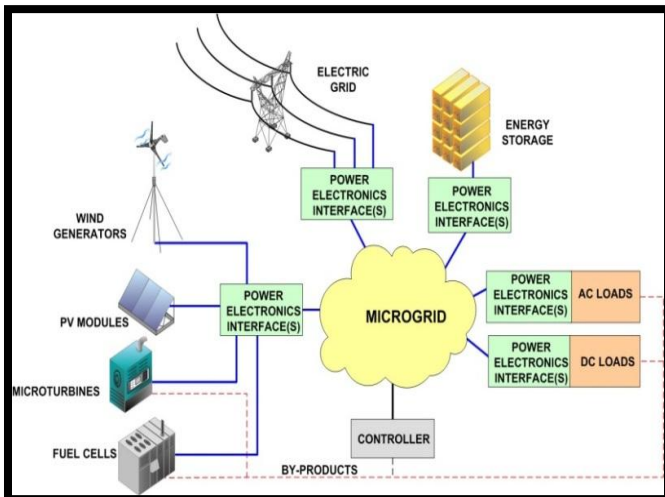 ELECTRIC
GRID
ENERGY
STORAGE
POWER
ELECTRONICS
INTERFACE(S)
POWER
ELECTRONICS
INTERFACE(S)
WIND
GENERATORS
PV MODULES
POWER
ELECTRONICS
INTERFACE(S)
MICROGRID
POWER
ELECTRONICS
INTERFACE(S)
AC LOADS
POWER
ELECTRONICS
INTERFACE(S)
DC LOADS
MICROTURBINES
FUEL CELLS
CONTROLLER
BY-PRODUCTS